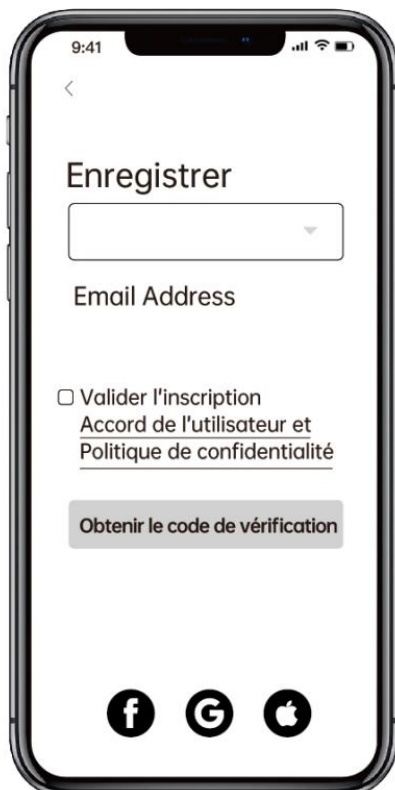 9:41
Enregistrer
Email Address
Valider l'inscription
Accord de l'utilisateur et
Politique de confidentialité
Obtenir le code de vérification
f G